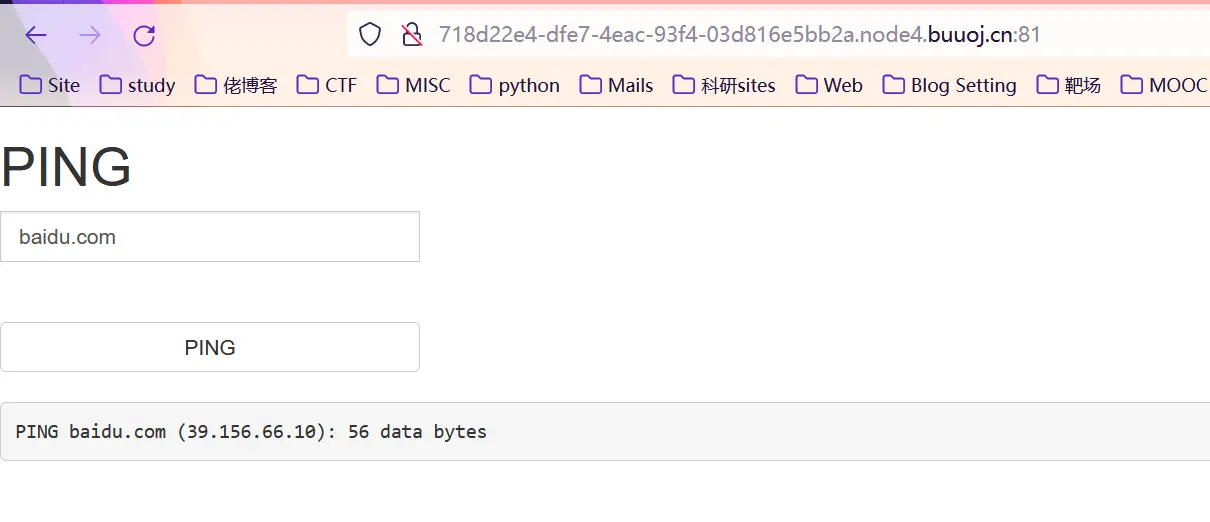 718d22e4-dfe7-4eac-93f4-03d816e5bb2a.node4.buuoj.cn:81
Site study 佬博客 CTF MISC python Mails 科研sites Web Blog Setting 靶场 MOOC
PING
baidu.com
PING
PING baidu.com (39.156.66.10): 56 data bytes